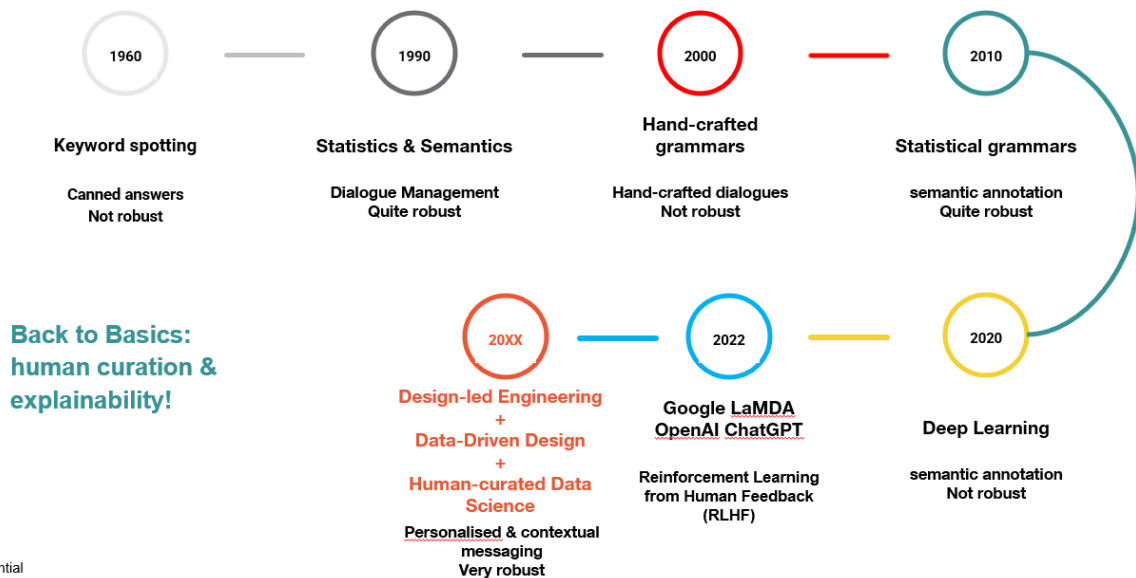 1960
1990
2000
2010
Keyword spotting
Canned answers
Not robust
Statistics & Semantics
Dialogue Management
Quite robust
Hand-crafted
grammars
Hand-crafted dialogues
Not robust
Statistical grammars
semantic annotation
Quite robust
Back to Basics:
human curation &
explainability!
20XX
Design-led Engineering
+
Data-Driven Design
+
Human-curated Data
Science
Personalised & contextual
messaging
Very robust
2022
Google LaMDA
OpenAI ChatGPT
Reinforcement Learning
from Human Feedback
(RLHF)
2020
Deep Learning
semantic annotation
Not robust
ntial